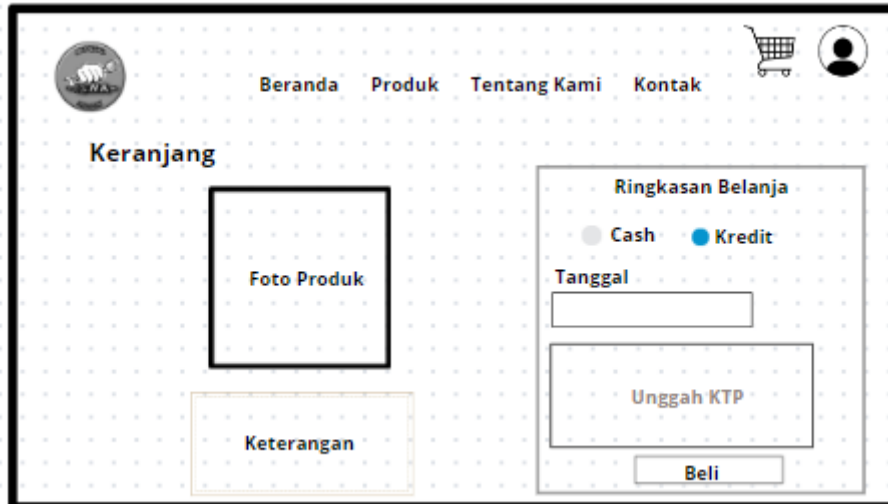 Beranda Produk Tentang Kami Kontak
Keranjang
Foto Produk
Keterangan
Ringkasan Belanja
Cash Kredit
Tanggal
Unggah KTP
Beli